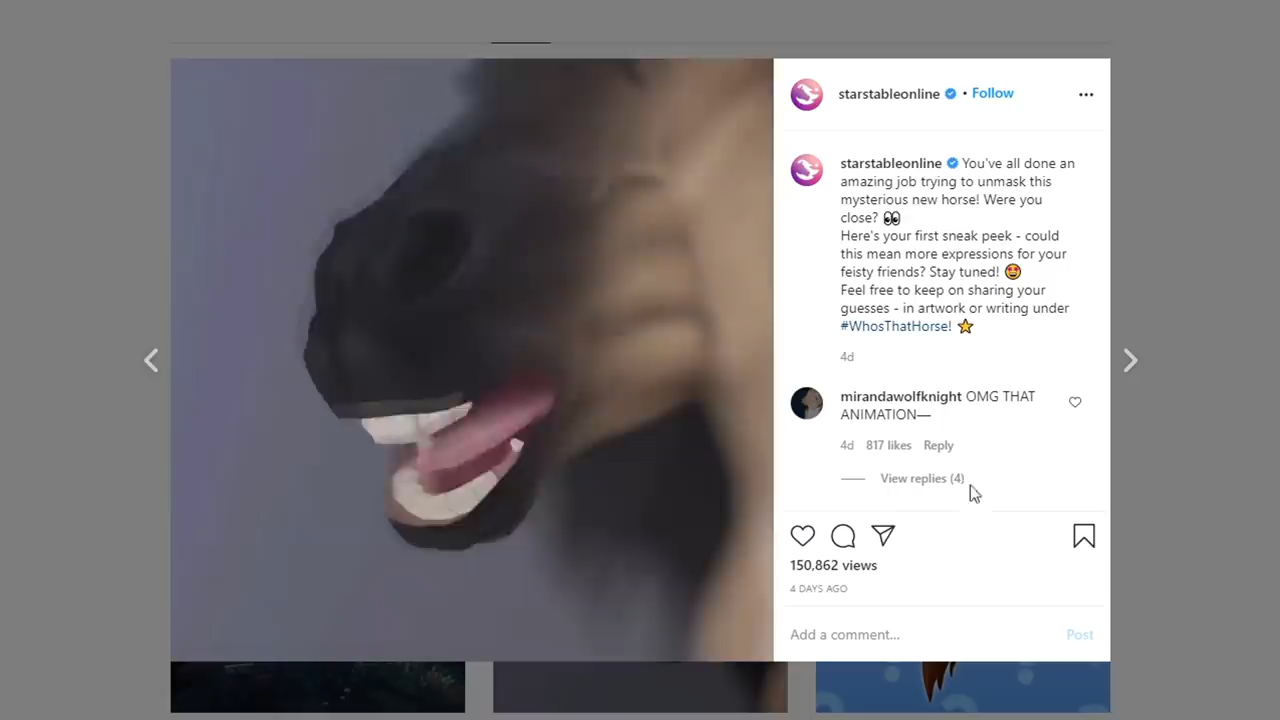 starstableonline • Follow
starstableonline You've all done an
amazing job trying to unmask this
mysterious new horse! Were you
close? 👀
Here's your first sneak peek - could
this mean more expressions for your
feisty friends? Stay tuned! 🤩
Feel free to keep on sharing your
guesses - in artwork or writing under
#WhosThatHorse! ⭐
4d
mirandawolfknight OMG THAT
ANIMATION—
4d 817 likes Reply
View replies (4)
150,862 views
4 DAYS AGO
Add a comment... Post